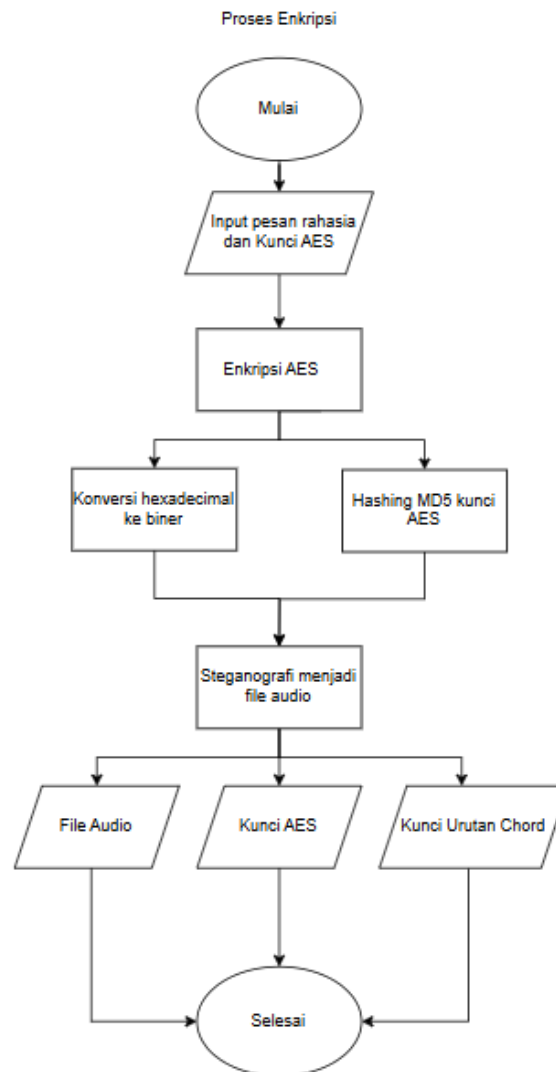 Proses Enkripsi
Mulai
Input pesan rahasia
dan Kunci AES
Enkripsi AES
Konversi hexadecimal
ke biner
Hashing MD5 kunci
AES
Steganografi menjadi
file audio
File Audio
Kunci AES
Kunci Urutan Chord
Selesai